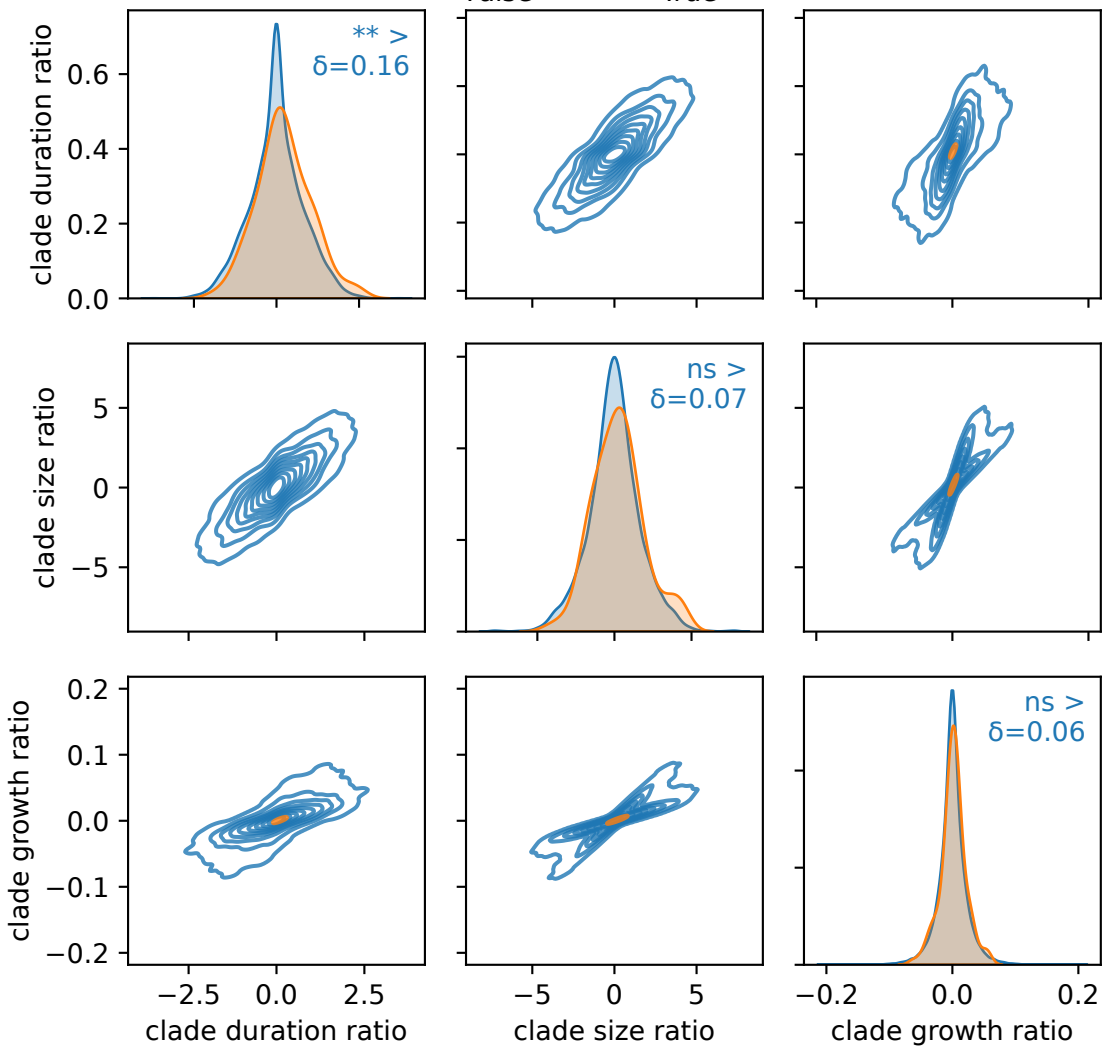 ** >
δ=0.16
clade duration ratio
0.6
0.4
0.2
0.0
ns >
δ=0.07
clade size ratio
5
0
−5
ns >
δ=0.06
clade growth ratio
0.2
0.1
0.0
−0.1
−0.2
−2.5 0.0 2.5
−5 0 5
−0.2 0.0 0.2
clade duration ratio
clade size ratio
clade growth ratio